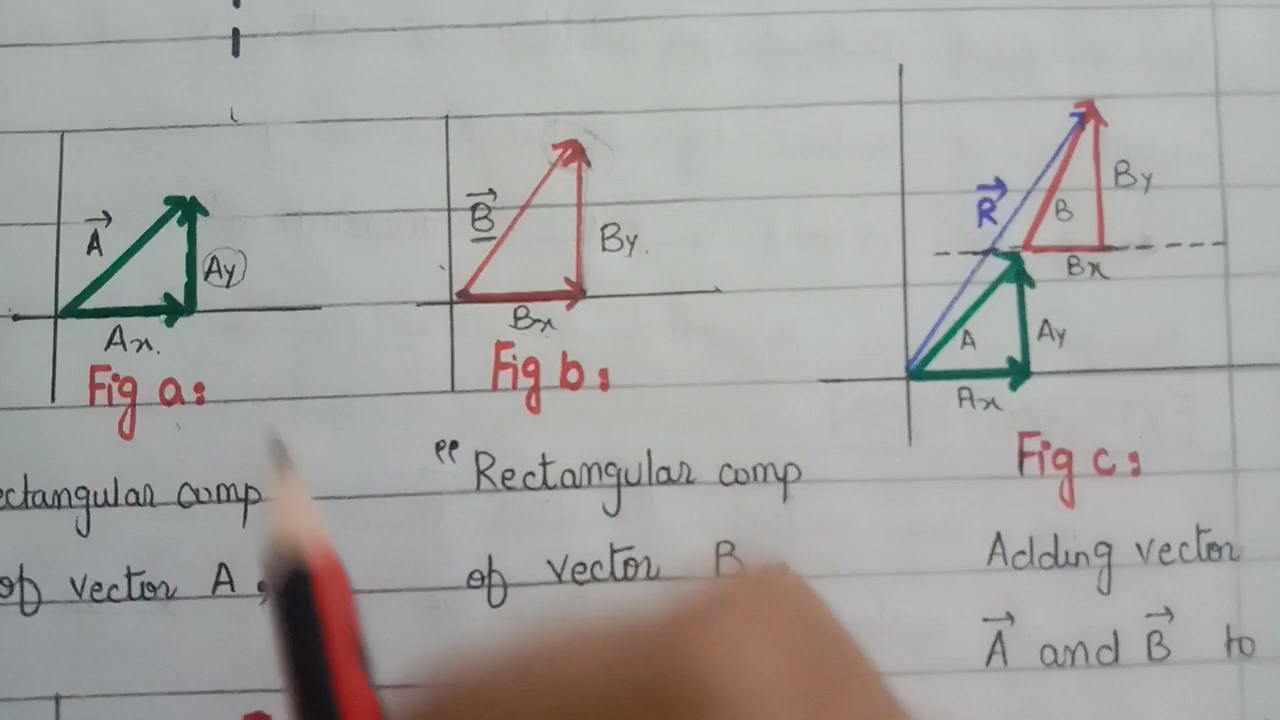 A
Ay
Ax.
Fig a:
B
By.
Bx
Fig b:
R
B
By
Bx
A
Ay
Ax
Fig c:
ectangular comp
of vector A.
"Rectangular comp
of vector B
Adding vector
A and B to